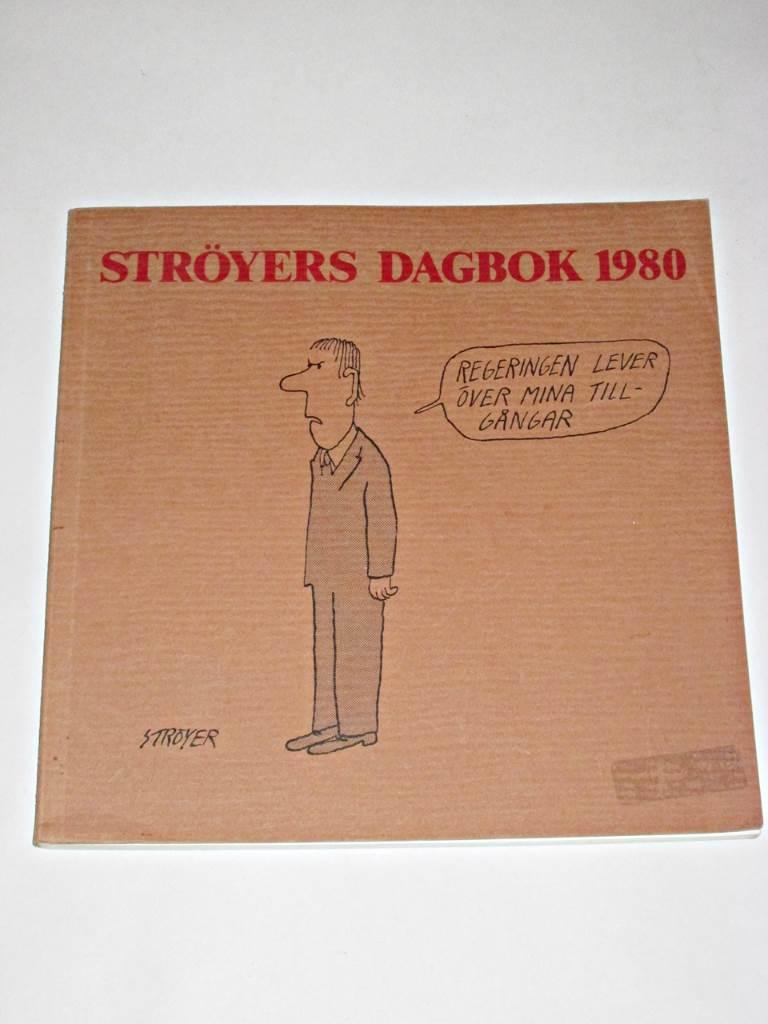 STRÖYERS DAGBOK 1980
REGERINGEN LEVER
ÖVER MINA TILL-
GÅNGAR
STRÖYER